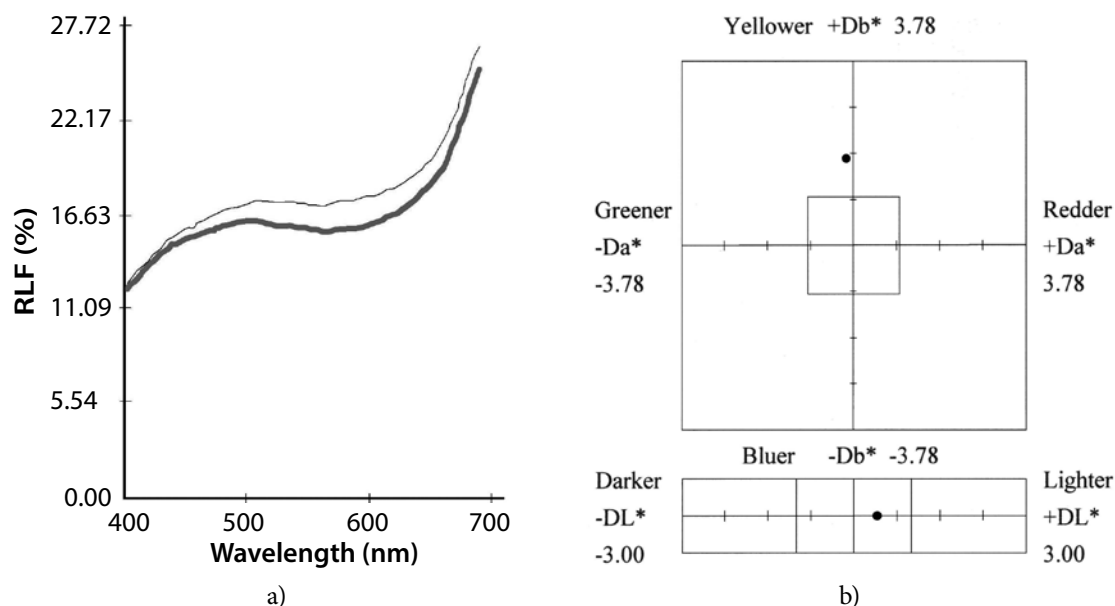 27.72
22.17
16.63
11.09
5.54
0.00
RLF (%)
400 500 600 700
Wavelength (nm)
a)
Yellower +Db* 3.78
Greener
-Da*
-3.78
Redder
+Da*
3.78
Bluer -Db* -3.78
Darker
-DL*
-3.00
Lighter
+DL*
3.00
b)